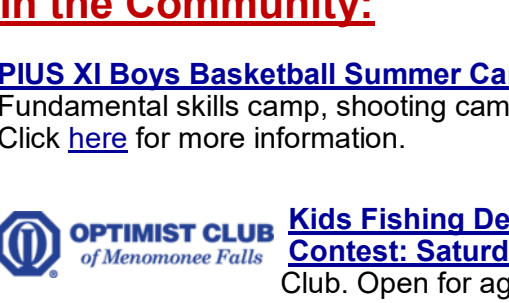 In the Community:
PIUS XI Boys Basketball Summer Ca
Fundamental skills camp, shooting cam
Click here for more information.
OPTIMIST CLUB
of Menomonee Falls
Kids Fishing De
Contest: Saturd
Club. Open for ag